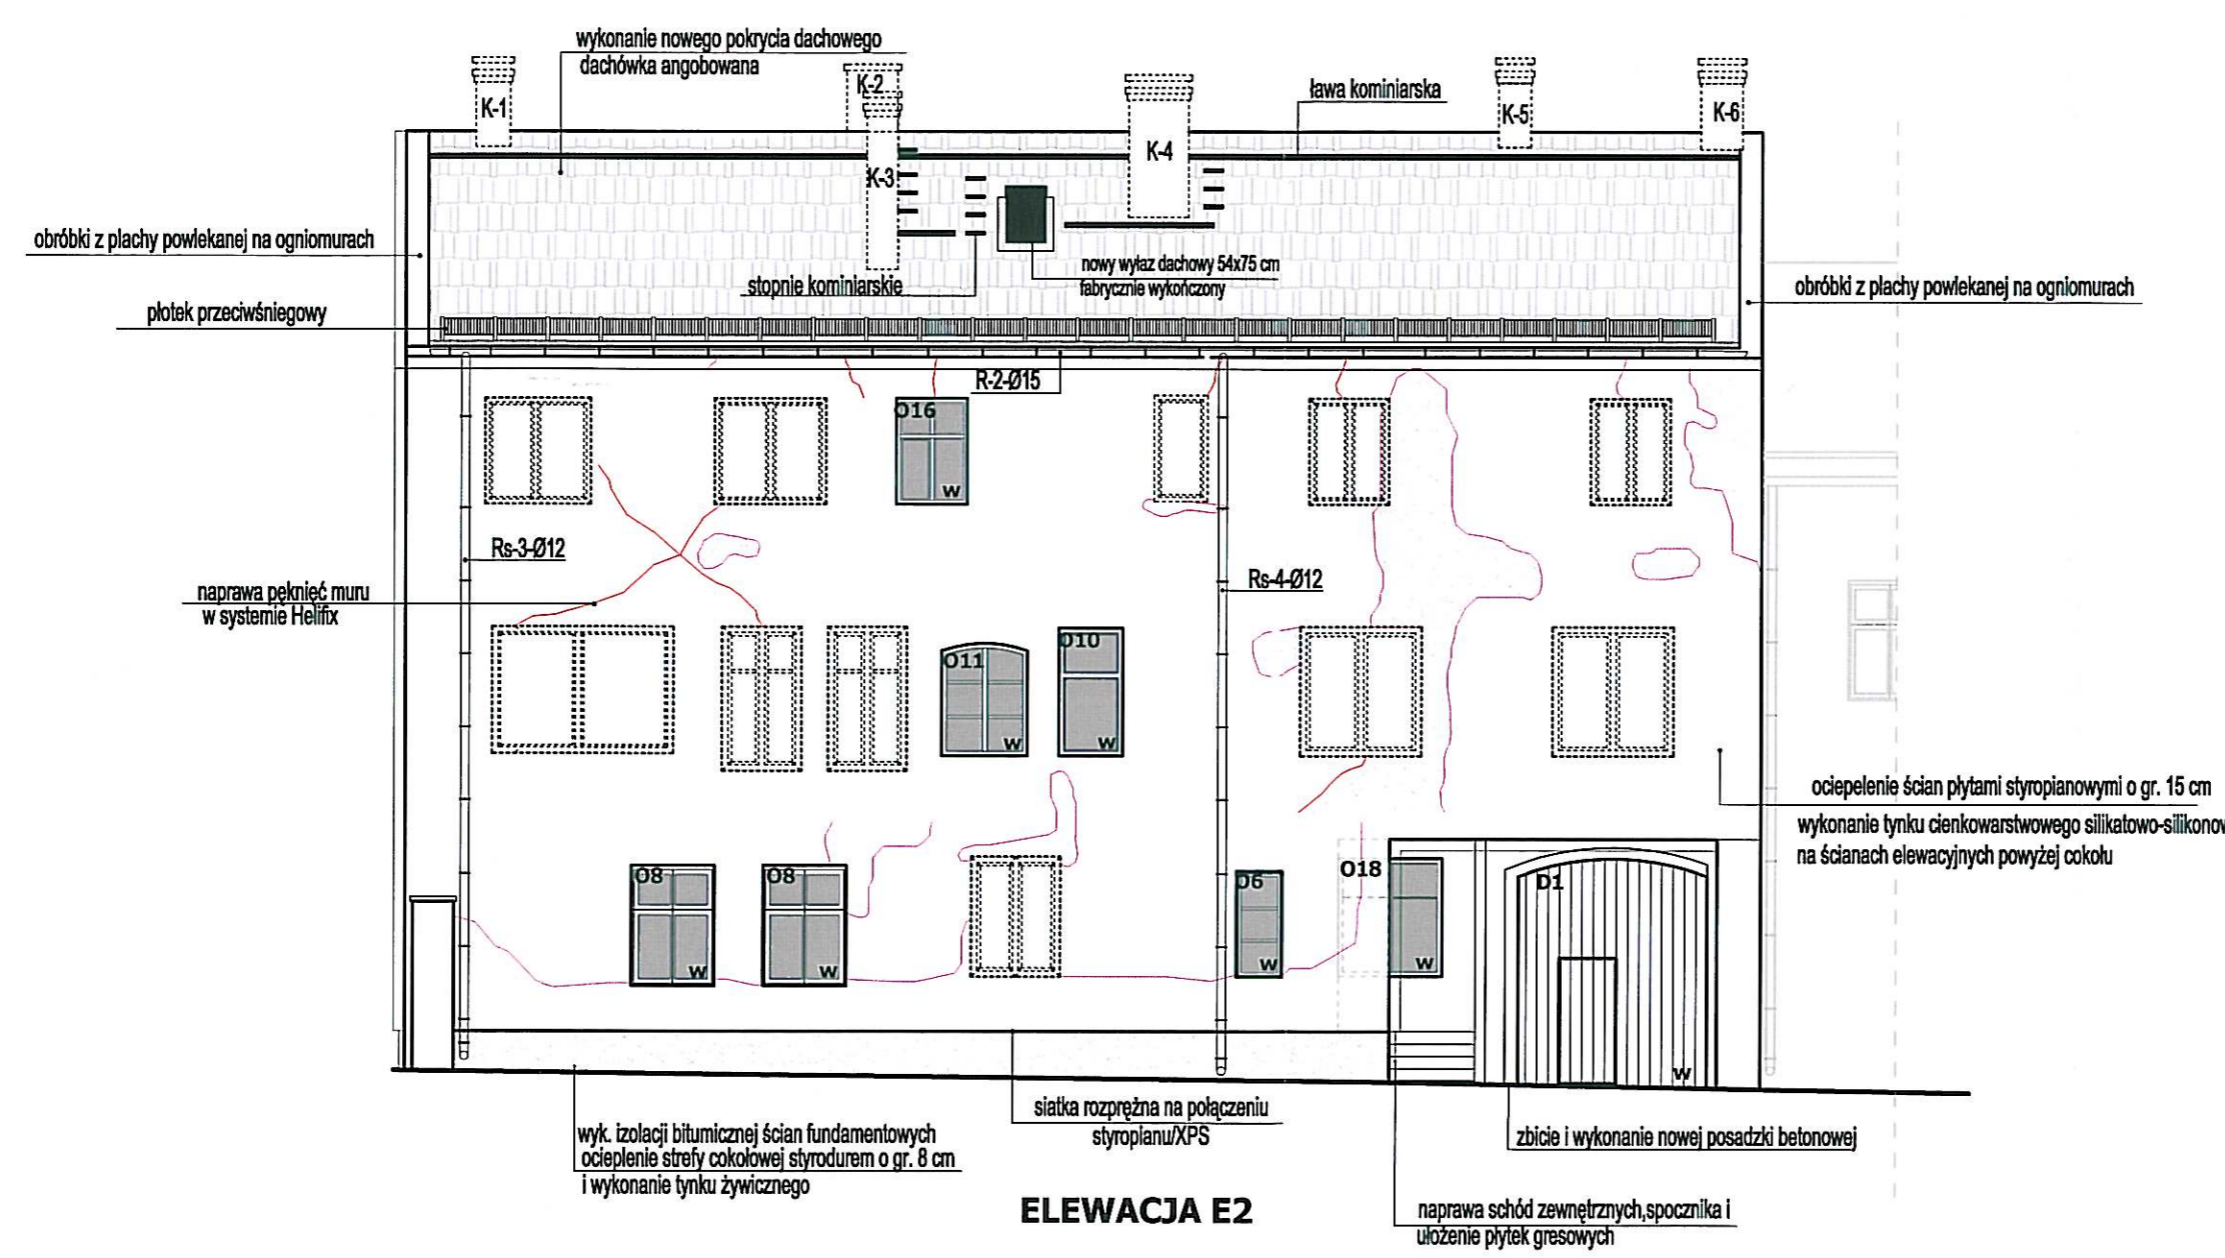 wykonanie nowego pokrycia dachowego
dachówka angobowana
K-1
K-2
K-3
K-4
ława kominiarska
K-5
K-6
obróbki z plachy powlekanej na ogniomurach
płotek przeciwśniegowy
stopnie kominiarskie
nowy wyłaz dachowy 54x75 cm
fabrycznie wykończony
obróbki z plachy powlekanej na ogniomurach
R-2-Ø15
O16
W
Rs-3-Ø12
Rs-4-Ø12
naprawa pęknięć muru
w systemie Helifix
O11
W
O10
W
ociepelenie ścian płytami styropianowymi o gr. 15 cm
wykonanie tynku cienkowarstwowego silikatowo-silikonow
na ścianach elewacyjnych powyżej cokołu
O8
W
O8
W
O6
W
O18
W
D1
W
siatka rozprężna na połączeniu
styropianu/XPS
wyk. izolacji bitumicznej ścian fundamentowych
ocieplenie strefy cokołowej styrodurem o gr. 8 cm
i wykonanie tynku żywicznego
zbicie i wykonanie nowej posadzki betonowej
ELEWACJA E2
naprawa schód zewnętrznych,spocznika i
ułożenie płytek gresowych